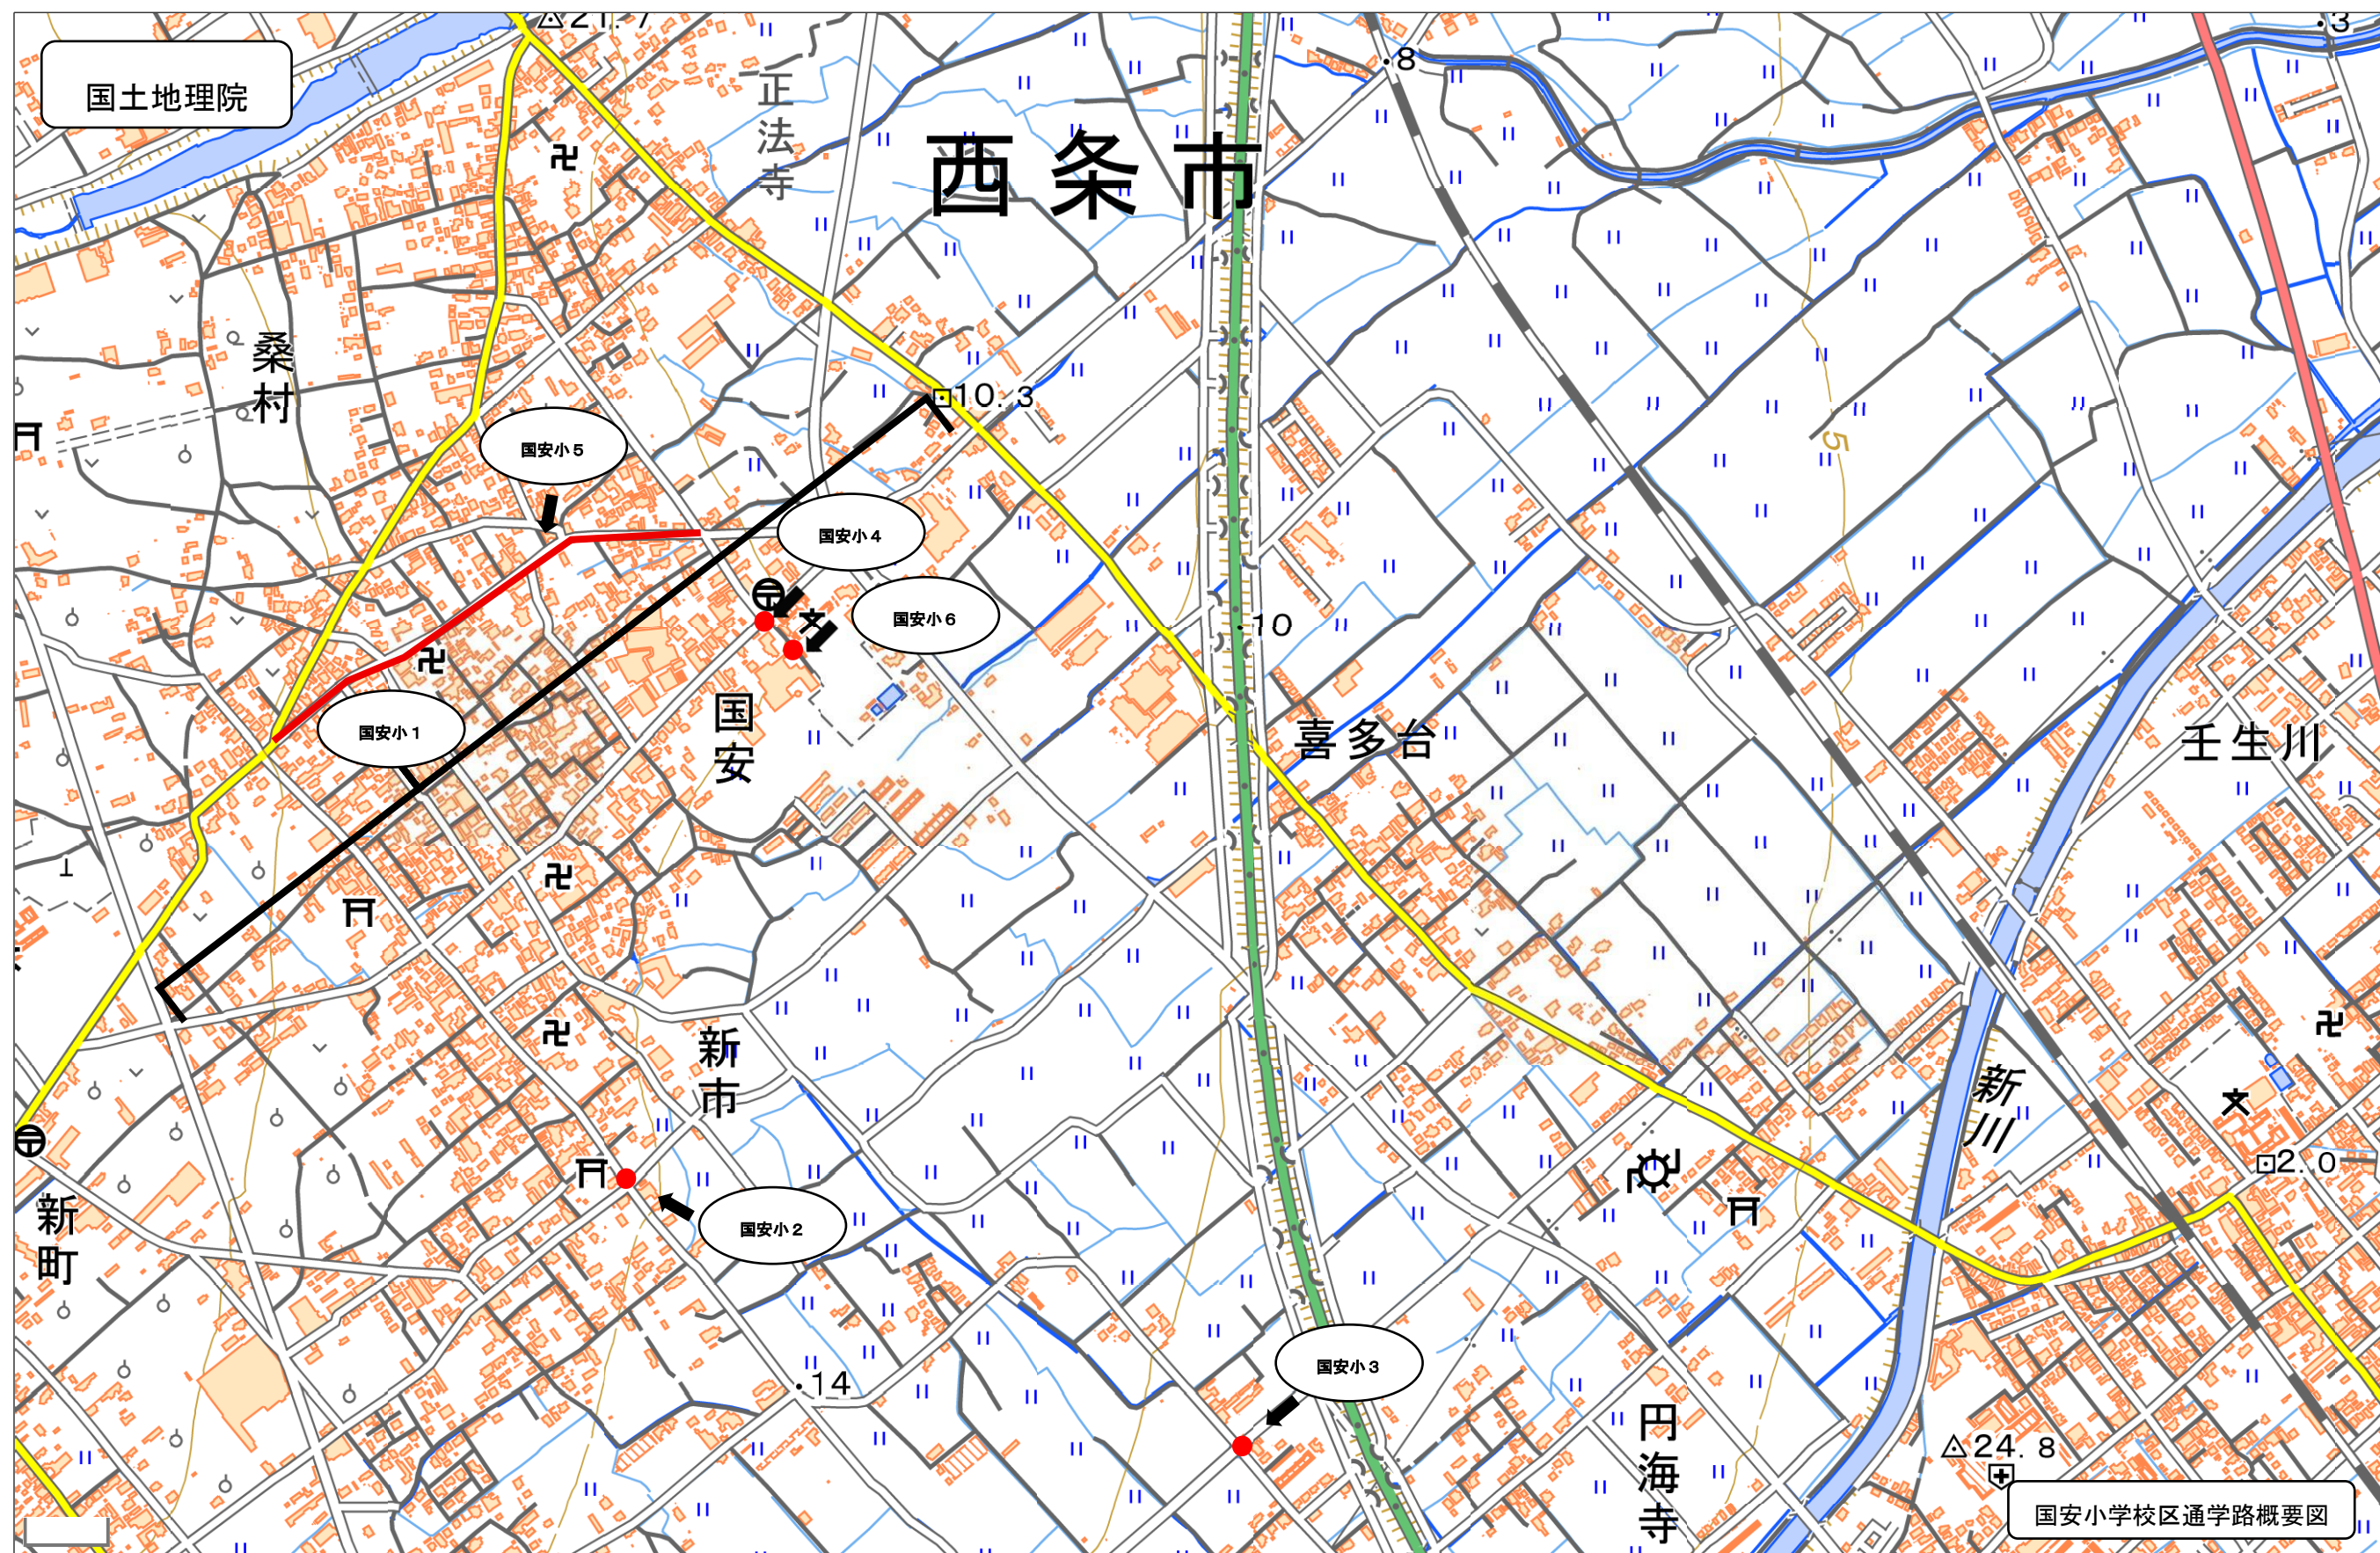 国土地理院
21.7
正法寺
西条市
8
3
桑村
10.3
国安小5
国安小4
国安小6
国安小1
10
5
国安
喜多台
壬生川
新市
新川
新町
2.0
国安小2
国安小3
14
円海寺
24.8
国安小学校区通学路概要図